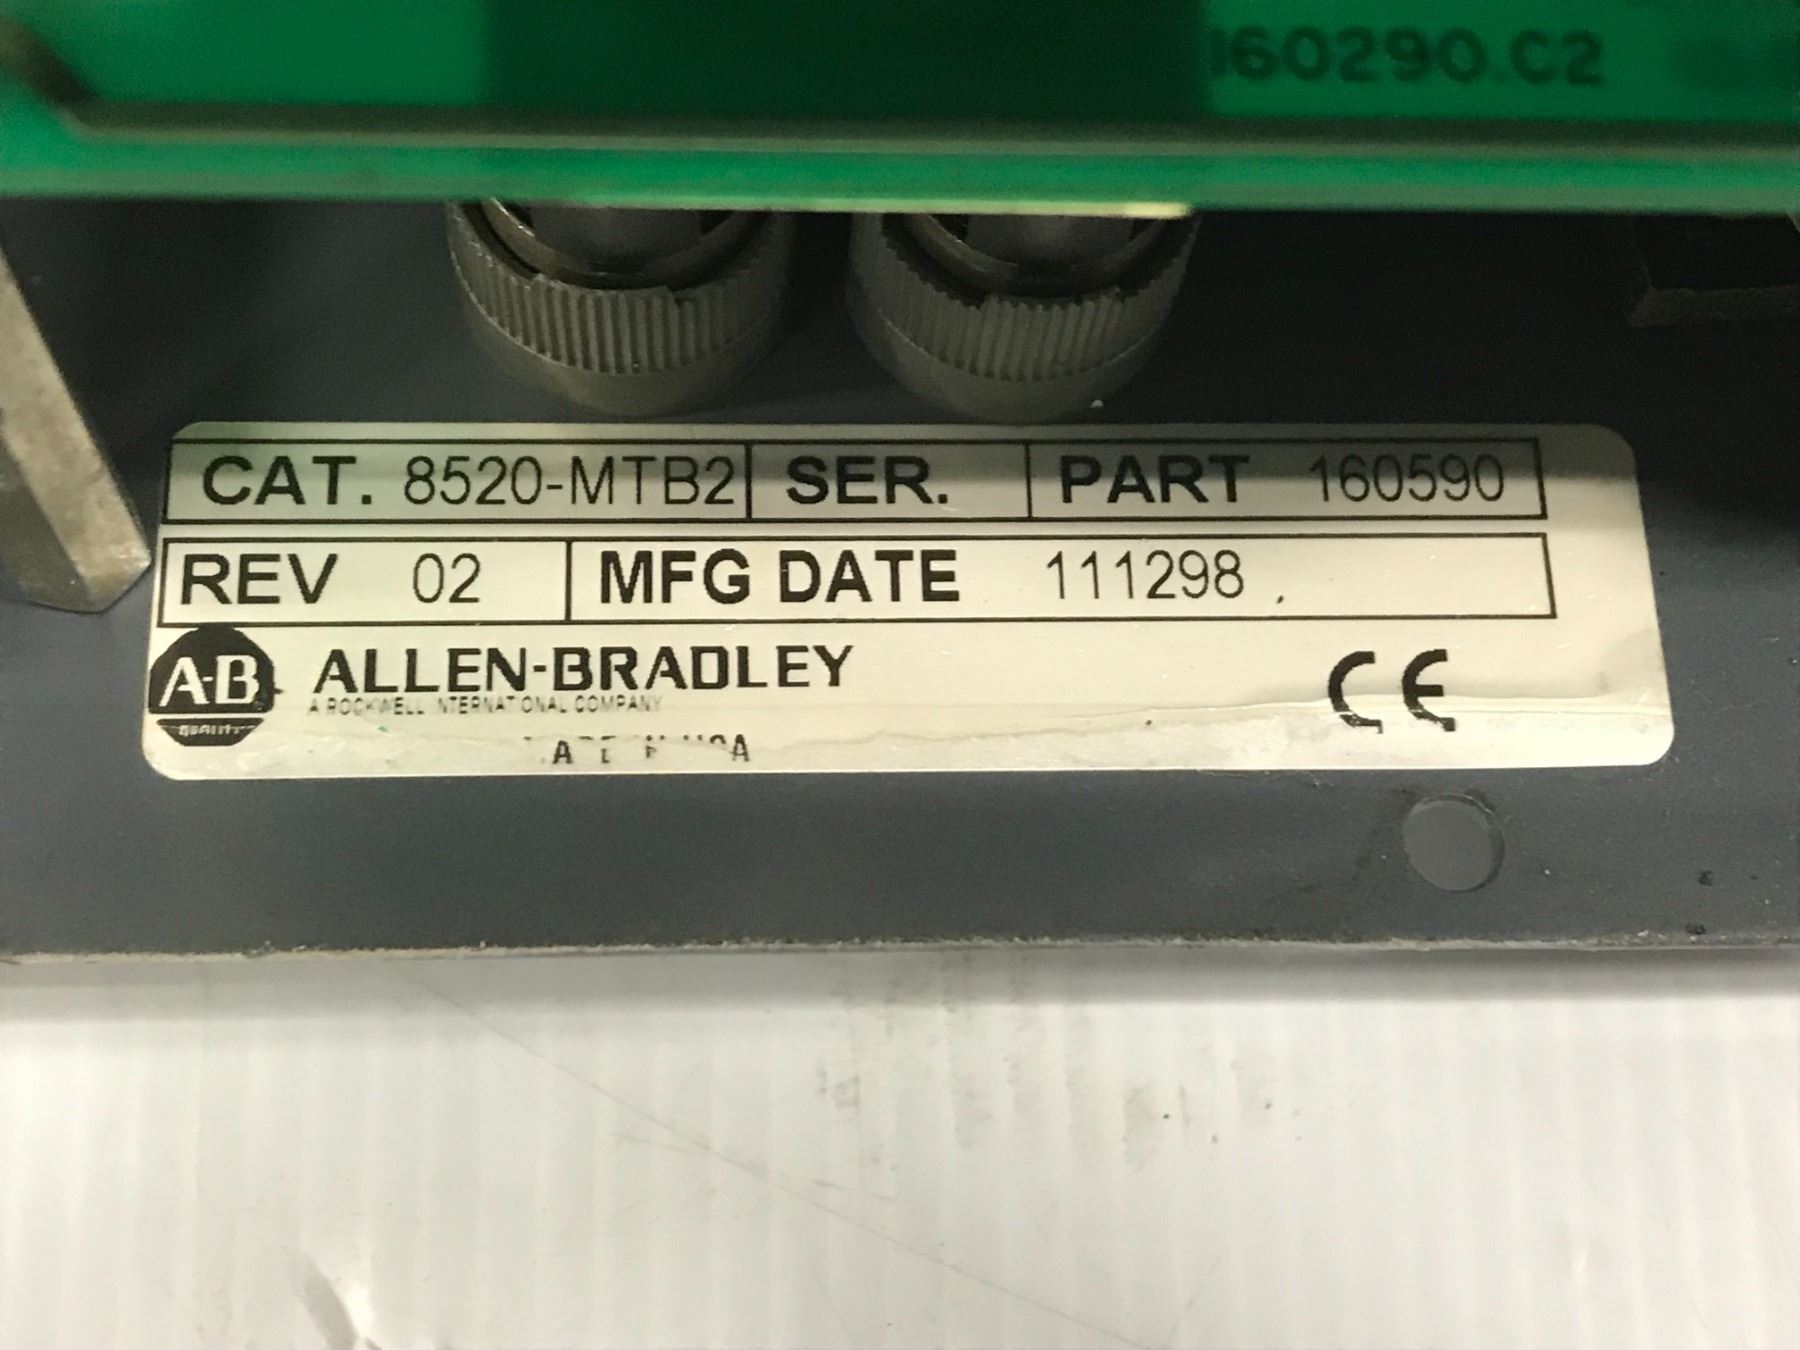 160290.C2
CAT. 8520-MTB2 SER. PART 160590
REV 02 MFG DATE 111298
A-B ALLEN-BRADLEY CE
A ROCKWELL INTERNATIONAL COMPANY
QUALITY